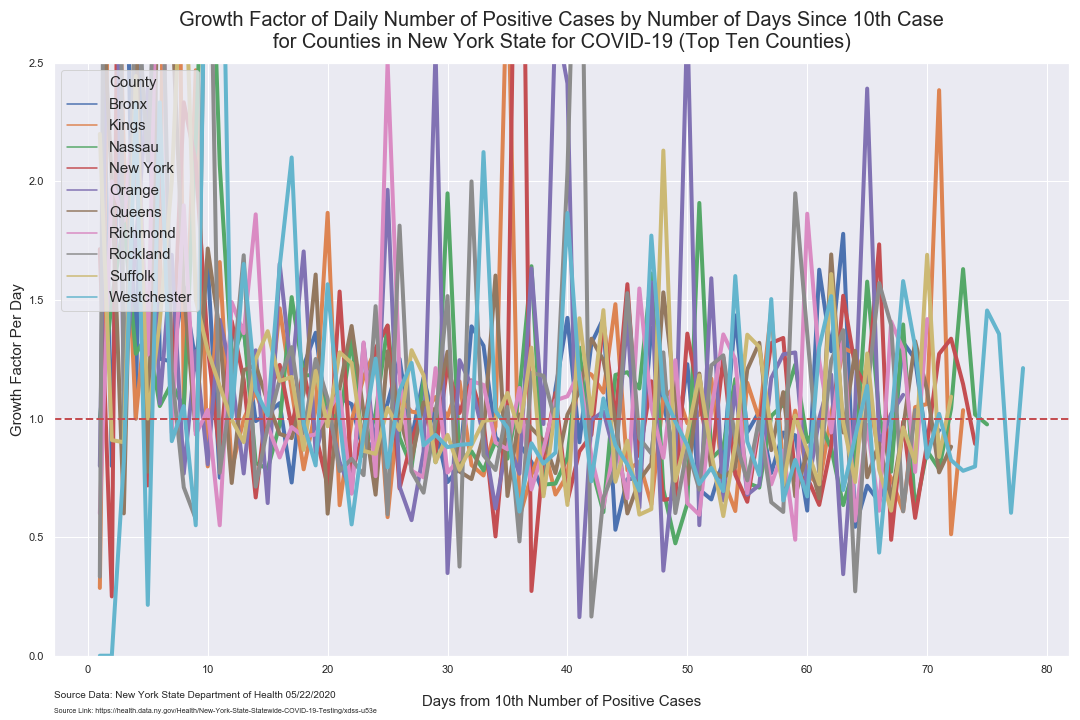 Growth Factor of Daily Number of Positive Cases by Number of Days Since 10th Case
for Counties in New York State for COVID-19 (Top Ten Counties)
2.5
2.0
1.5
1.0
0.5
0.0
Growth Factor Per Day
County
Bronx
Kings
Nassau
New York
Orange
Queens
Richmond
Rockland
Suffolk
Westchester
0 10 20 30 40 50 60 70 80
Days from 10th Number of Positive Cases
Source Data: New York State Department of Health 05/22/2020
Source Link: https://health.data.ny.gov/Health/New-York-State-Statewide-COVID-19-Testing/xdss-u53e